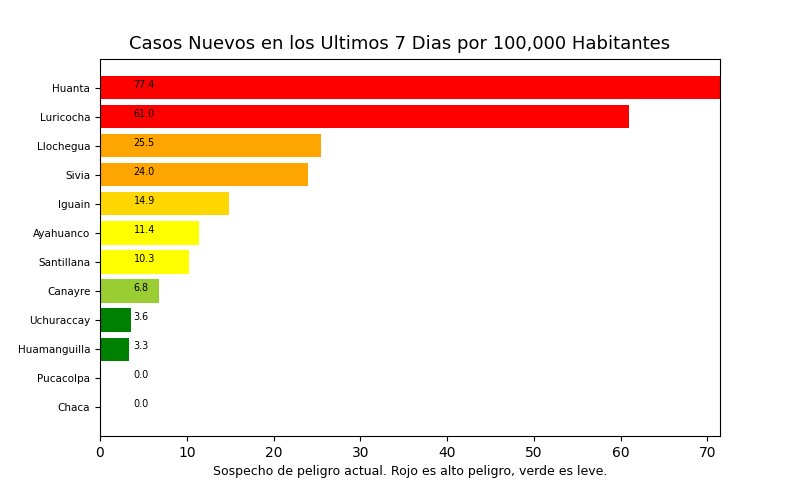 Casos Nuevos en los Ultimos 7 Dias por 100,000 Habitantes
Huanta 77.4
Luricocha 61.0
Llochegua 25.5
Sivia 24.0
Iguain 14.9
Ayahuanco 11.4
Santillana 10.3
Canayre 6.8
Uchuraccay 3.6
Huamanguilla 3.3
Pucacolpa 0.0
Chaca 0.0
0 10 20 30 40 50 60 70
Sospecho de peligro actual. Rojo es alto peligro, verde es leve.